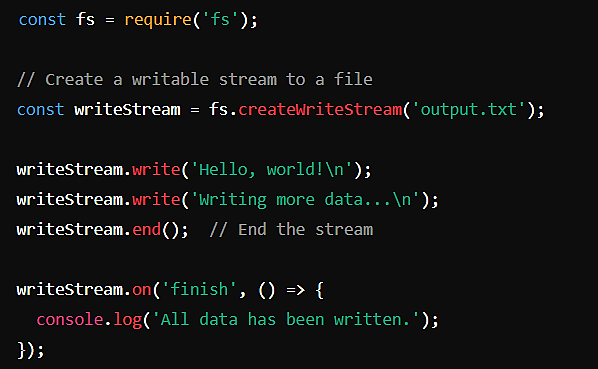 const fs = require('fs');
// Create a writable stream to a file
const writeStream = fs.createWriteStream('output.txt');
writeStream.write('Hello, world!\n');
writeStream.write('Writing more data...\n');
writeStream.end();  // End the stream
writeStream.on('finish', () => {
  console.log('All data has been written.');
});